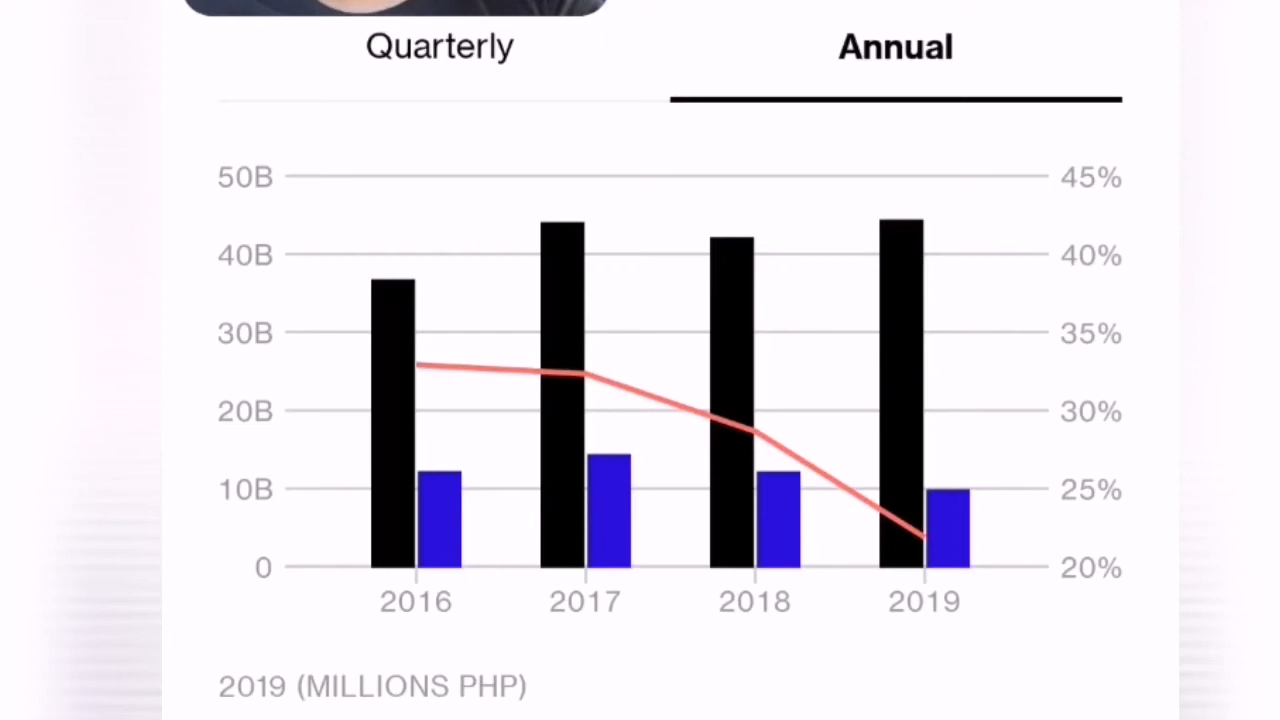 Quarterly Annual
50B 45%
40B 40%
30B 35%
20B 30%
10B 25%
0 20%
2016 2017 2018 2019
2019 (MILLIONS PHP)